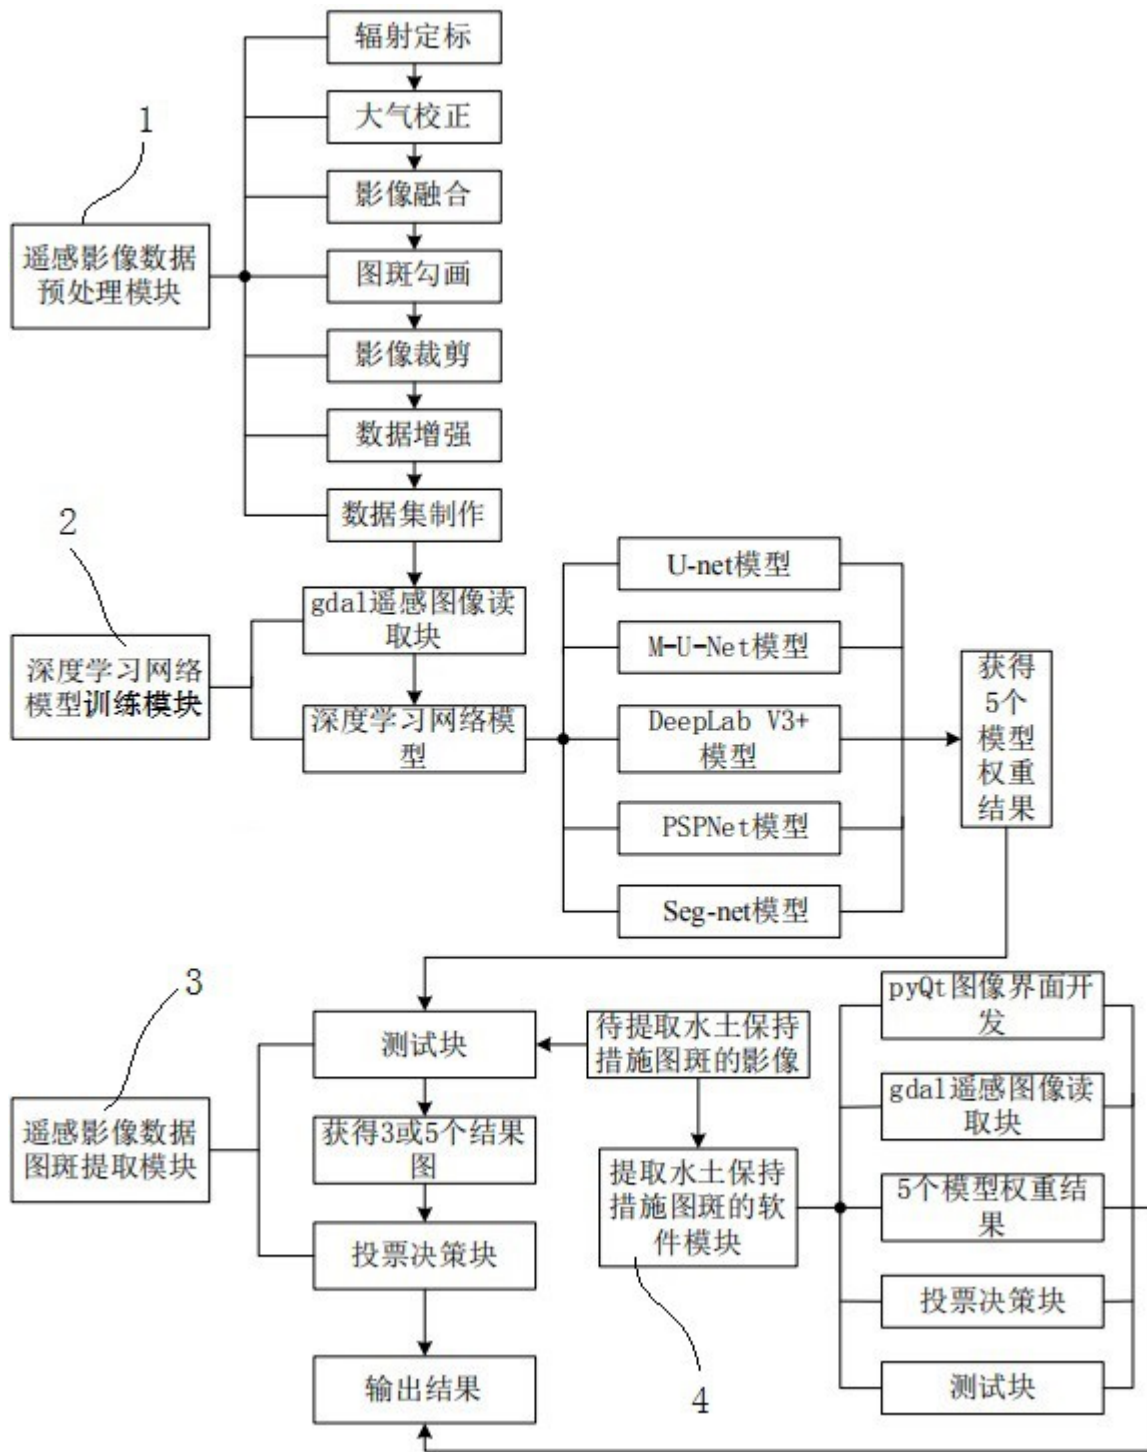 辐射定标
大气校正
1
影像融合
遥感影像数据
预处理模块
图斑勾画
影像裁剪
数据增强
数据集制作
2
gdal遥感图像读
取块
深度学习网络
模型训练模块
深度学习网络模
型
U-net模型
M-U-Net模型
DeepLab V3+
模型
PSPNet模型
Seg-net模型
获得
5个
模型
权重
结果
3
遥感影像数据
图斑提取模块
测试块
获得3或5个结果
图
投票决策块
输出结果
待提取水土保持
措施图斑的影像
提取水土保持
措施图斑的软
件模块
4
pyQt图像界面开
发
gdal遥感图像读
取块
5个模型权重结
果
投票决策块
测试块